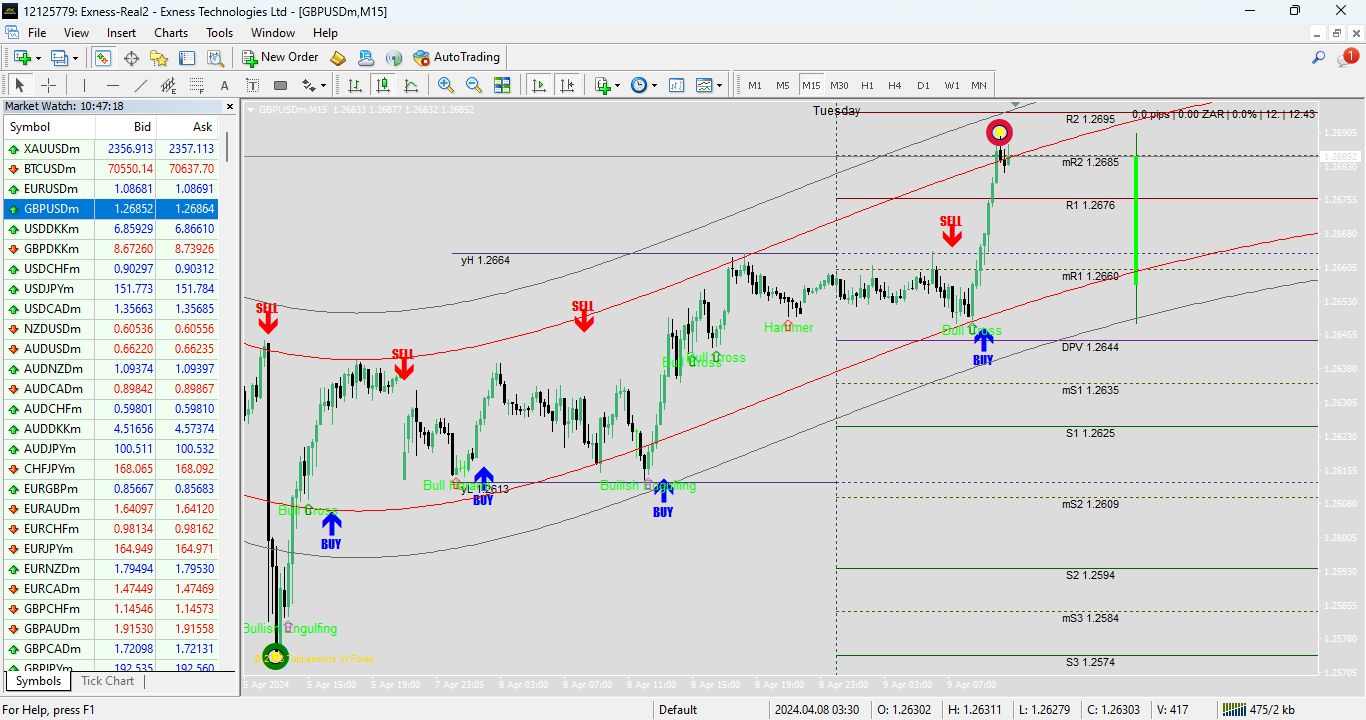 12125779: Exness-Real2 - Exness Technologies Ltd - [GBPUSDm,M15]
File View Insert Charts Tools Window Help
New Order AutoTrading
1
A T M1 M5 M15 M30 H1 H4 D1 W1 MN
Market Watch: 10:47:18
Symbol Bid Ask
XAUUSDm 2356.913 2357.113
BTCUSDm 70550.14 70637.70
EURUSDm 1.08681 1.08691
GBPUSDm 1.26852 1.26864
USDDKKm 6.85929 6.86610
GBPDKKm 8.67260 8.73926
USDCHFm 0.90297 0.90312
USDJPYm 151.773 151.784
USDCADm 1.35663 1.35685
NZDUSDm 0.60536 0.60556
AUDUSDm 0.66220 0.66235
AUDNZDm 1.09374 1.09397
AUDCADm 0.89842 0.89867
AUDCHFm 0.59801 0.59810
AUDDKKm 4.51656 4.57374
AUDJPYm 100.511 100.532
CHFJPYm 168.065 168.092
EURGBPm 0.85667 0.85683
EURAUDm 1.64097 1.64120
EURCHFm 0.98134 0.98162
EURJPYm 164.949 164.971
EURNZDm 1.79494 1.79530
EURCADm 1.47449 1.47469
GBPCHFm 1.14546 1.14573
GBPAUDm 1.91530 1.91558
GBPCADm 1.72098 1.72131
GBPJPYm 192.535 192.560
Symbols Tick Chart
GBPUSDm,M15 1.26833 1.26877 1.26832 1.26852
Tuesday
0.0 pips | 0.00 ZAR | 0.0% | 12. | 12:43
R2 1.2695
mR2 1.2685
R1 1.2676
SELL
yH 1.2664
mR1 1.2660
SELL
SELL
Hammer
Bull Cross
BUY
DPV 1.2644
SELL
Bull Cross
Bull Cross
mS1 1.2635
S1 1.2625
Bull
yL 1.2613
BUY
Bullish Engulfing
BUY
mS2 1.2609
Bull Cross
BUY
S2 1.2594
mS3 1.2584
Bullish Engulfing
TopLessons in Forex
S3 1.2574
1.26905
1.26852
1.26830
1.26755
1.26680
1.26605
1.26530
1.26455
1.26380
1.26305
1.26230
1.26155
1.26080
1.26005
1.25930
1.25855
1.25780
1.25705
5 Apr 2024 5 Apr 15:00 5 Apr 19:00 7 Apr 23:05 8 Apr 03:00 8 Apr 07:00 8 Apr 11:00 8 Apr 15:00 8 Apr 19:00 8 Apr 23:00 9 Apr 03:00 9 Apr 07:00
For Help, press F1 Default 2024.04.08 03:30 O: 1.26302 H: 1.26311 L: 1.26279 C: 1.26303 V: 417 475/2 kb